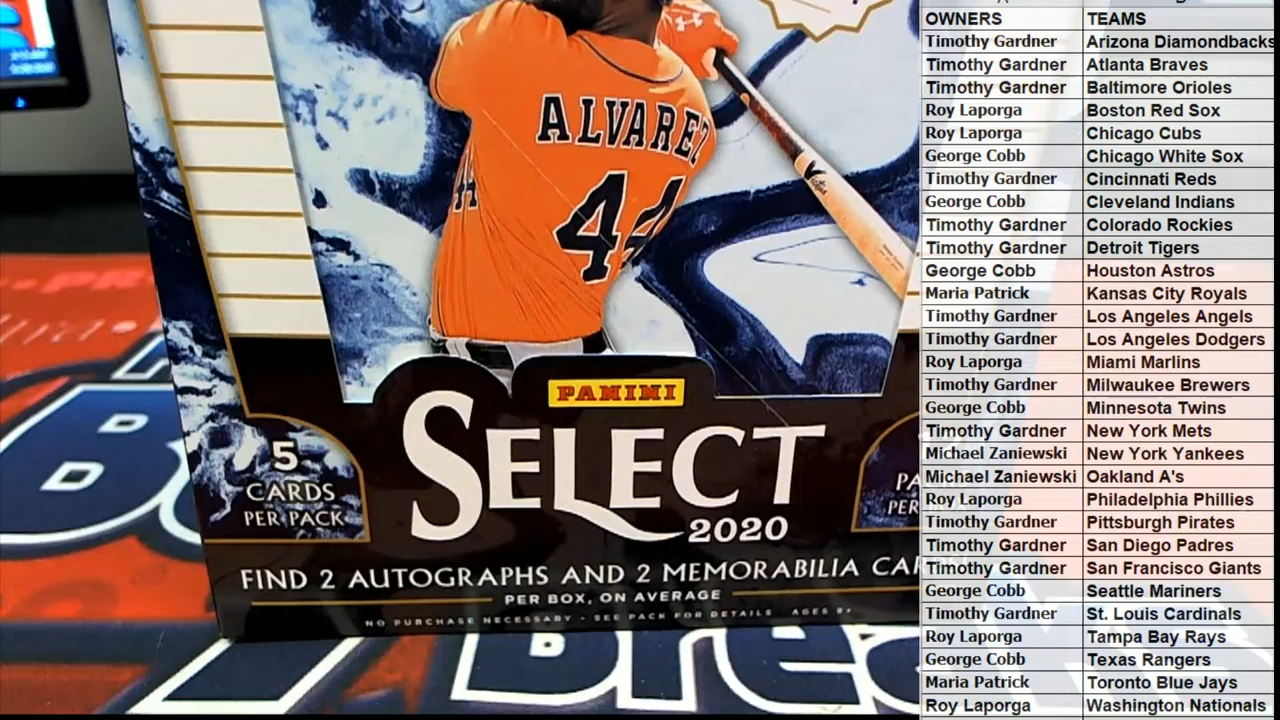 ALVAREZ
44
44
PANINI
SELECT
2020
5
CARDS
PER PACK
FIND 2 AUTOGRAPHS AND 2 MEMORABILIA
PER BOX, ON AVERAGE
NO PURCHASE NECESSARY - SEE PACK FOR DETAILS AGES 8+
Breaks
OWNERS TEAMS
Timothy Gardner Arizona Diamondbacks
Timothy Gardner Atlanta Braves
Timothy Gardner Baltimore Orioles
Roy Laporga Boston Red Sox
Roy Laporga Chicago Cubs
George Cobb Chicago White Sox
Timothy Gardner Cincinnati Reds
George Cobb Cleveland Indians
Timothy Gardner Colorado Rockies
Timothy Gardner Detroit Tigers
George Cobb Houston Astros
Maria Patrick Kansas City Royals
Timothy Gardner Los Angeles Angels
Timothy Gardner Los Angeles Dodgers
Roy Laporga Miami Marlins
Timothy Gardner Milwaukee Brewers
George Cobb Minnesota Twins
Timothy Gardner New York Mets
Michael Zaniewski New York Yankees
Michael Zaniewski Oakland A's
Roy Laporga Philadelphia Phillies
Timothy Gardner Pittsburgh Pirates
Timothy Gardner San Diego Padres
Timothy Gardner San Francisco Giants
George Cobb Seattle Mariners
Timothy Gardner St. Louis Cardinals
Roy Laporga Tampa Bay Rays
George Cobb Texas Rangers
Maria Patrick Toronto Blue Jays
Roy Laporga Washington Nationals